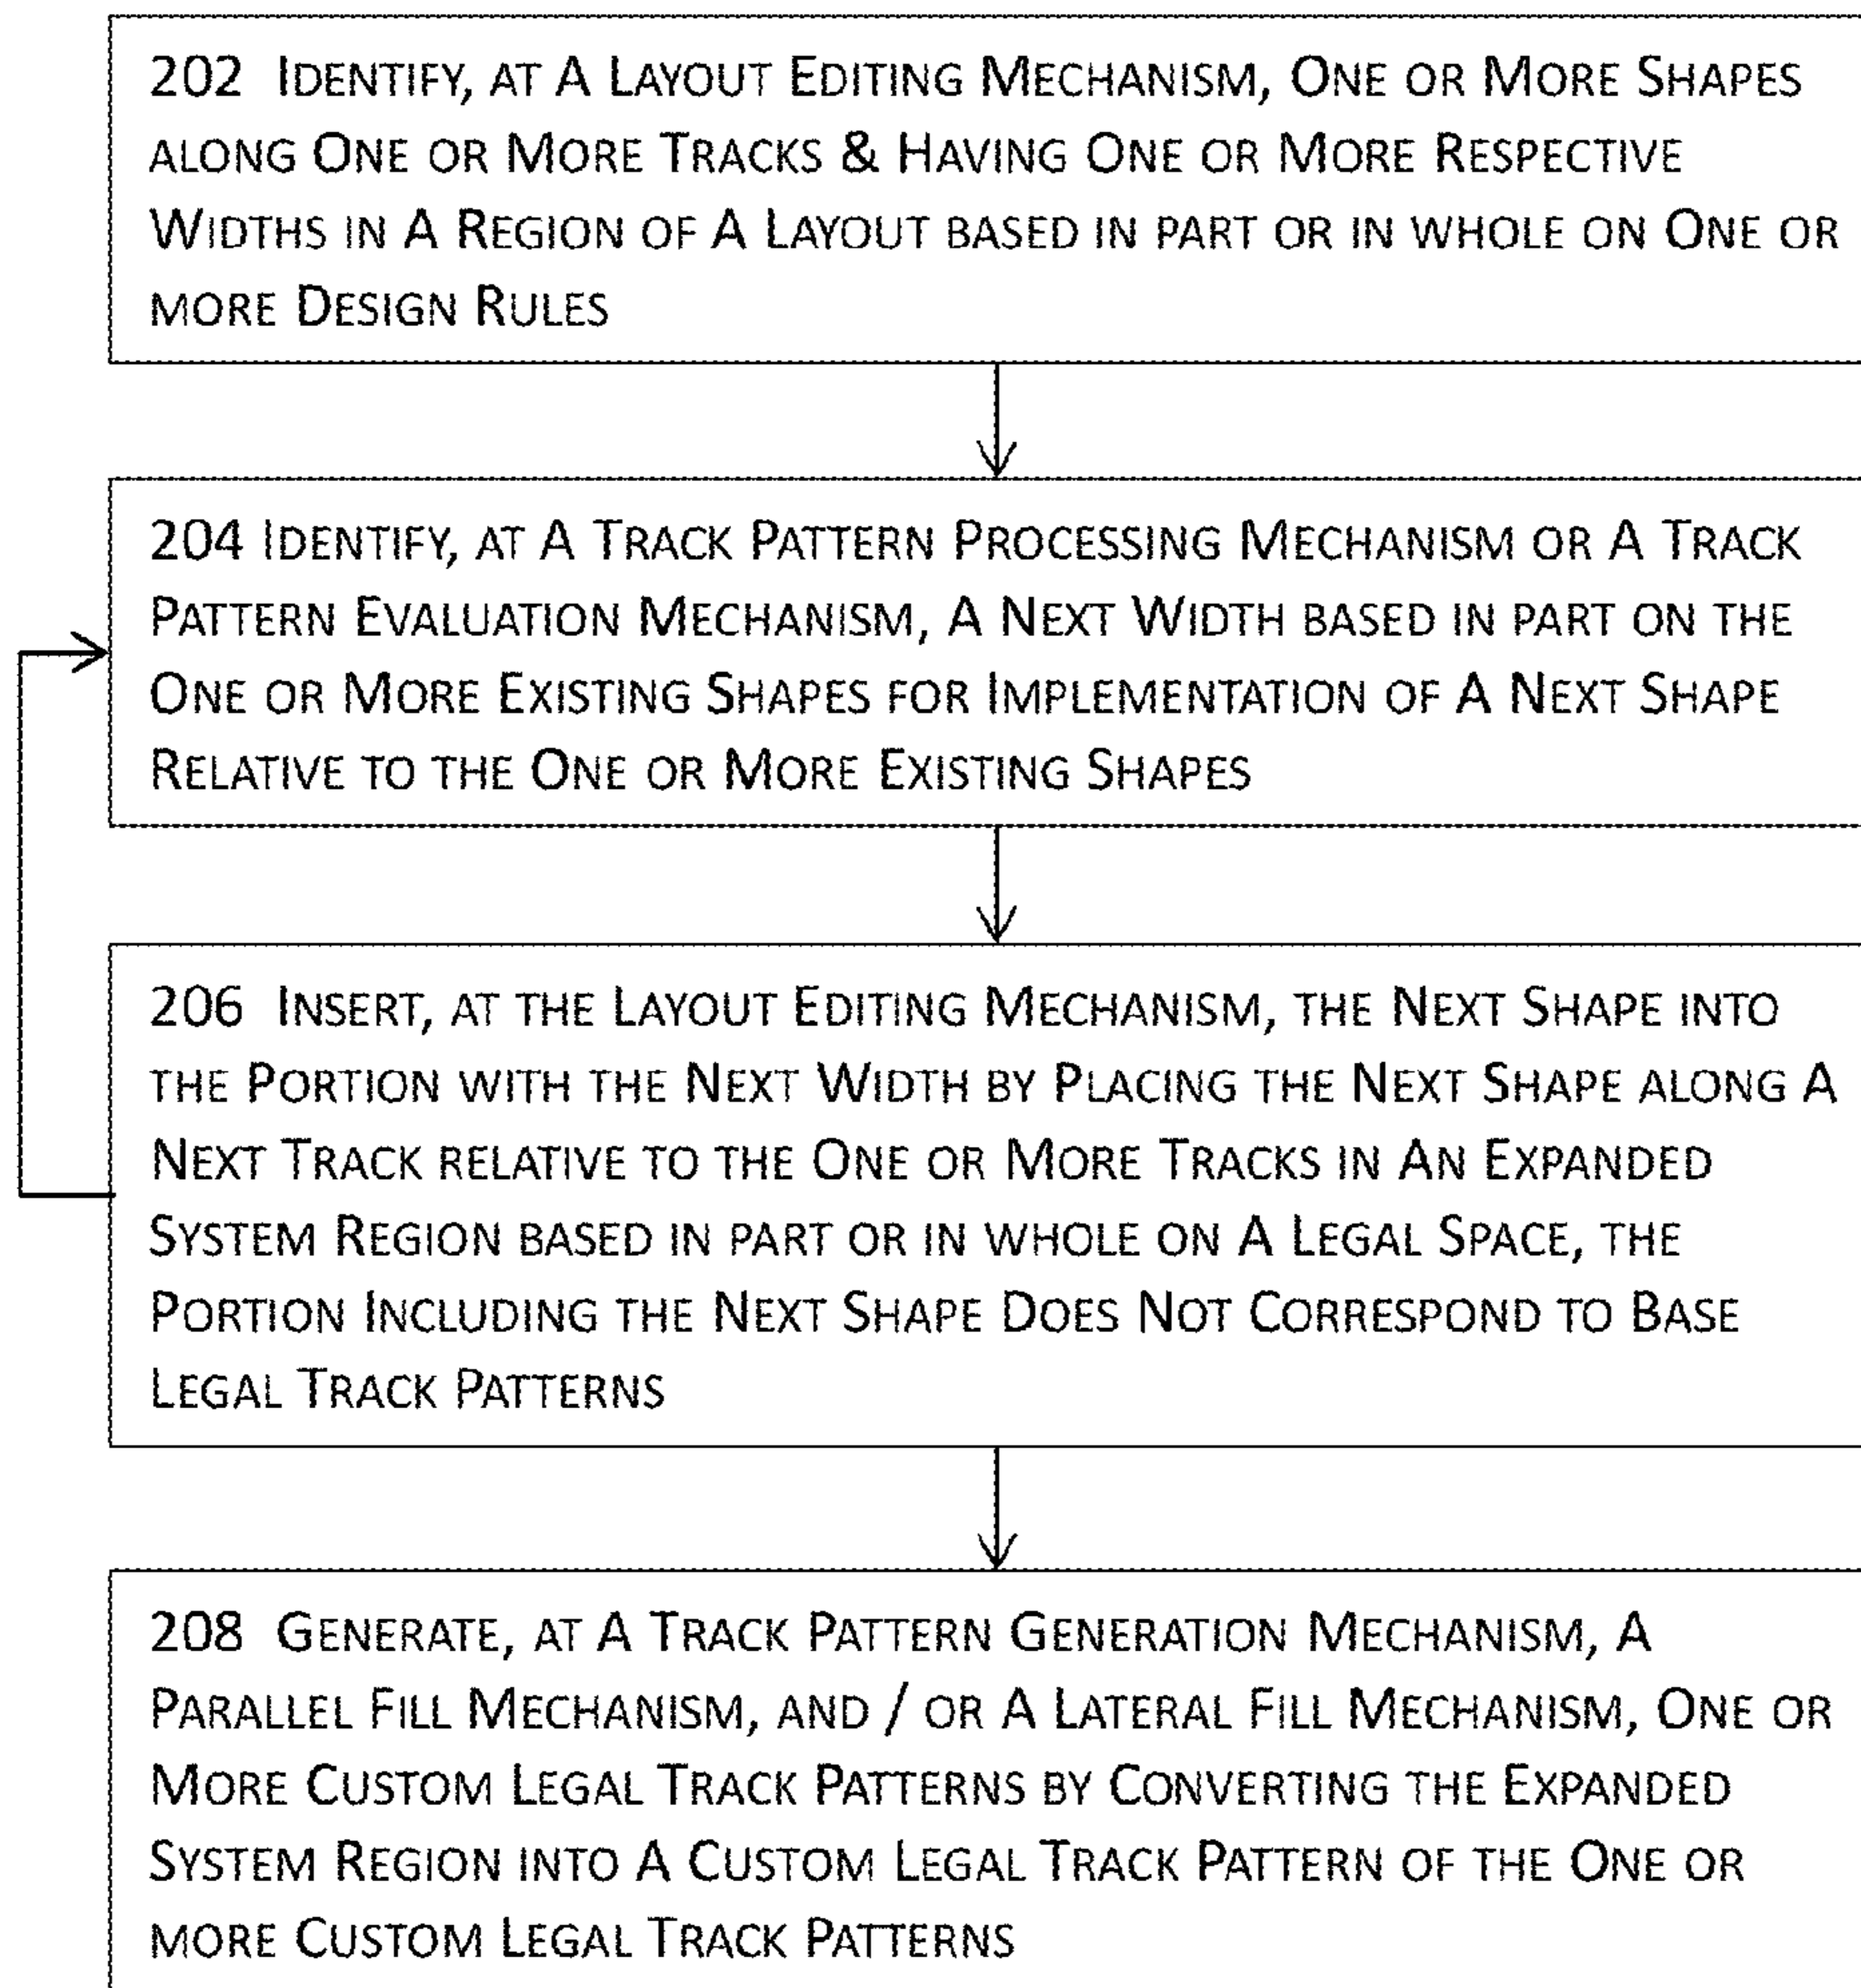 202 IDENTIFY, AT A LAYOUT EDITING MECHANISM, ONE OR MORE SHAPES
ALONG ONE OR MORE TRACKS & HAVING ONE OR MORE RESPECTIVE
WIDTHS IN A REGION OF A LAYOUT BASED IN PART OR IN WHOLE ON ONE OR
MORE DESIGN RULES
204 IDENTIFY, AT A TRACK PATTERN PROCESSING MECHANISM OR A TRACK
PATTERN EVALUATION MECHANISM, A NEXT WIDTH BASED IN PART ON THE
ONE OR MORE EXISTING SHAPES FOR IMPLEMENTATION OF A NEXT SHAPE
RELATIVE TO THE ONE OR MORE EXISTING SHAPES
206 INSERT, AT THE LAYOUT EDITING MECHANISM, THE NEXT SHAPE INTO
THE PORTION WITH THE NEXT WIDTH BY PLACING THE NEXT SHAPE ALONG A
NEXT TRACK RELATIVE TO THE ONE OR MORE TRACKS IN AN EXPANDED
SYSTEM REGION BASED IN PART OR IN WHOLE ON A LEGAL SPACE, THE
PORTION INCLUDING THE NEXT SHAPE DOES NOT CORRESPOND TO BASE
LEGAL TRACK PATTERNS
208 GENERATE, AT A TRACK PATTERN GENERATION MECHANISM, A
PARALLEL FILL MECHANISM, AND / OR A LATERAL FILL MECHANISM, ONE OR
MORE CUSTOM LEGAL TRACK PATTERNS BY CONVERTING THE EXPANDED
SYSTEM REGION INTO A CUSTOM LEGAL TRACK PATTERN OF THE ONE OR
MORE CUSTOM LEGAL TRACK PATTERNS